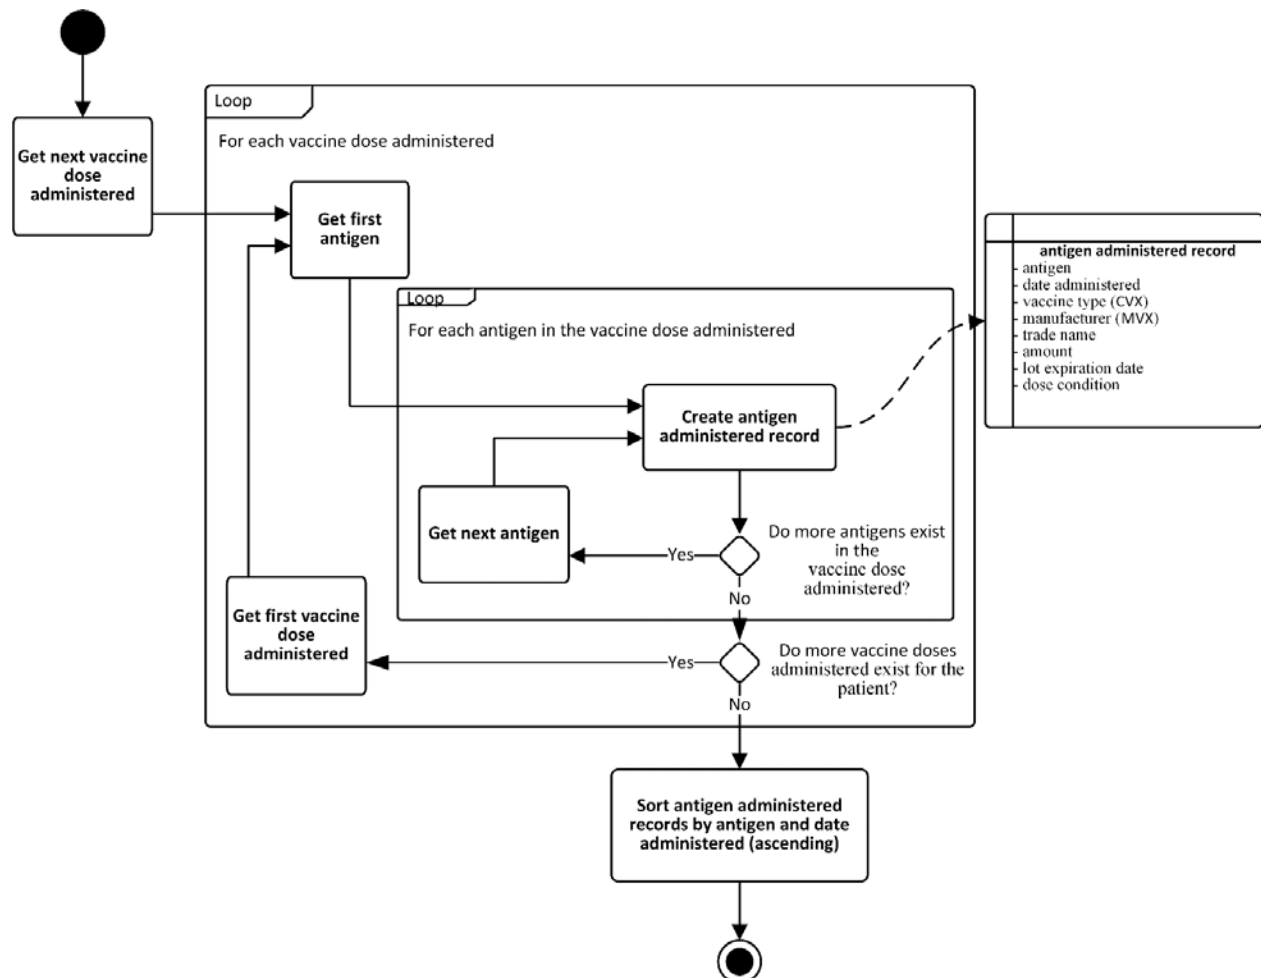 Loop
For each vaccine dose administered
Get next vaccine
dose
administered
Get first
antigen
antigen administered record
- antigen
- date administered
- vaccine type (CVX)
- manufacturer (MVX)
- trade name
- amount
- lot expiration date
- dose condition
Loop
For each antigen in the vaccine dose administered
Create antigen
administered record
Get next antigen
Yes
Do more antigens exist
in the
vaccine dose
administered?
No
Get first vaccine
dose
administered
Yes
Do more vaccine doses
administered exist for the
patient?
No
Sort antigen administered
records by antigen and date
administered (ascending)